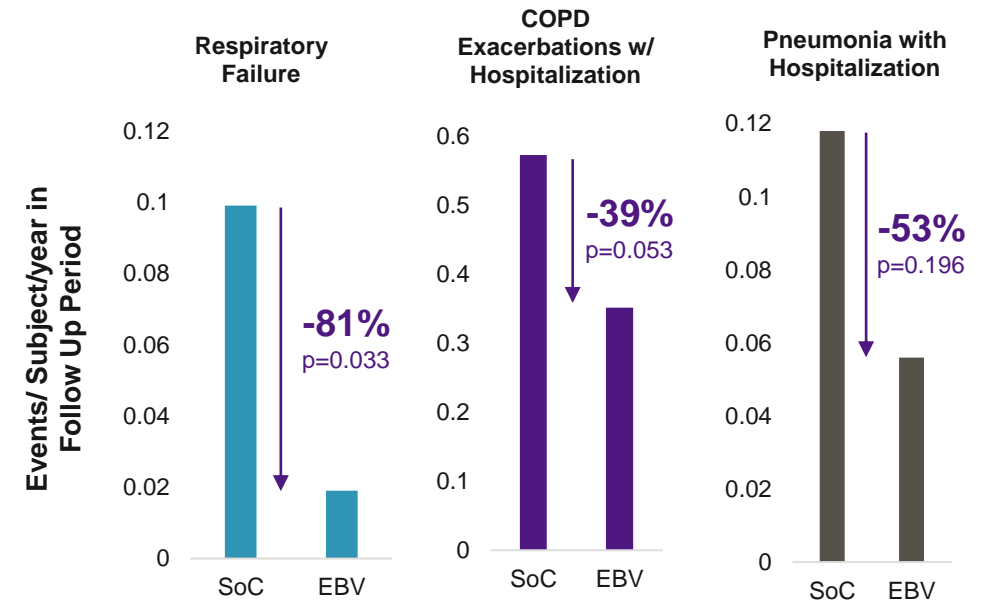 Events/ Subject/year in
Follow Up Period
Respiratory
Failure
0.12
0.1
0.08
0.06
0.04
0.02
0
-81%
p=0.033
SoC
EBV
COPD
Exacerbations w/
Hospitalization
0.6
0.5
0.4
0.3
0.2
0.1
0
-39%
p=0.053
SoC
EBV
Pneumonia with
Hospitalization
0.12
0.1
0.08
0.06
0.04
0.02
0
-53%
p=0.196
SoC
EBV